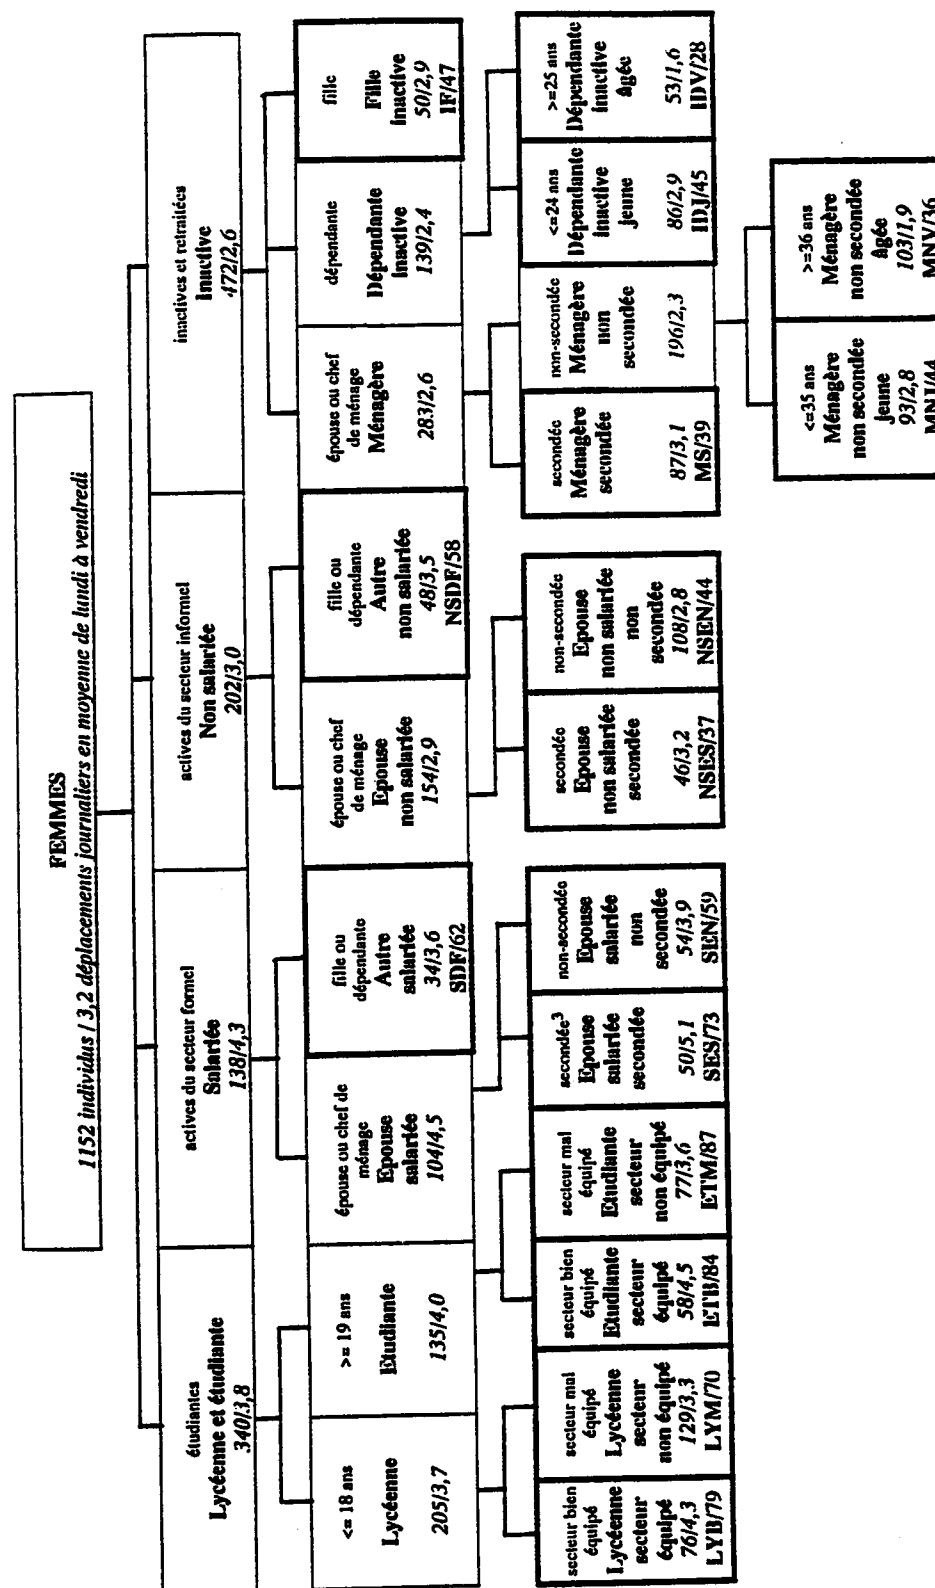 FEMMES
1152 individus / 3,2 déplacements journaliers en moyenne de lundi à vendredi
étudiantes
Lycéenne et étudiante
340/3,8
actives du secteur formel
Salariée
138/4,3
actives du secteur informel
Non salariée
202/3,0
inactives et retraitées
Inactive
472/2,6
<= 18 ans
Lycéenne
205/3,7
>= 19 ans
Etudiante
135/4,0
épouse ou chef de
ménage
Epouse
salariée
104/4,5
fille ou
dépendante
Autre
salariée
34/3,6
SDF/62
épouse ou chef
de ménage
Epouse
non salariée
154/2,9
fille ou
dépendante
Autre
non salariée
48/3,5
NSDF/58
épouse ou chef
de ménage
Ménagère
283/2,6
dépendante
Dépendante
inactive
139/2,4
fille
Fille
inactive
50/2,9
IF/47
secteur bien
équipé
Lycéenne
secteur
équipé
76/4,3
LYB/79
secteur mal
équipé
Lycéenne
secteur
non équipé
129/3,3
LYM/70
secteur bien
équipé
Etudiante
secteur
équipé
58/4,5
ETB/84
secteur mal
équipé
Etudiante
secteur
non équipé
77/3,6
ETM/87
secondée³
Epouse
salariée
secondée
50/5,1
SES/73
non-secondée
Epouse
salariée
non
secondée
54/3,9
SEN/59
secondée
Epouse
non salariée
secondée
46/3,2
NSES/37
non-secondée
Epouse
non salariée
non
secondée
108/2,8
NSEN/44
secondée
Ménagère
secondée
87/3,1
MS/39
non-secondée
Ménagère
non
secondée
196/2,3
<=24 ans
Dépendante
inactive
jeune
86/2,9
IDJ/45
>=25 ans
Dépendante
inactive
âgée
53/1,6
IDV/28
<=35 ans
Ménagère
non secondée
jeune
93/2,8
MNJ/44
>=36 ans
Ménagère
non secondée
âgée
103/1,9
MNV/36